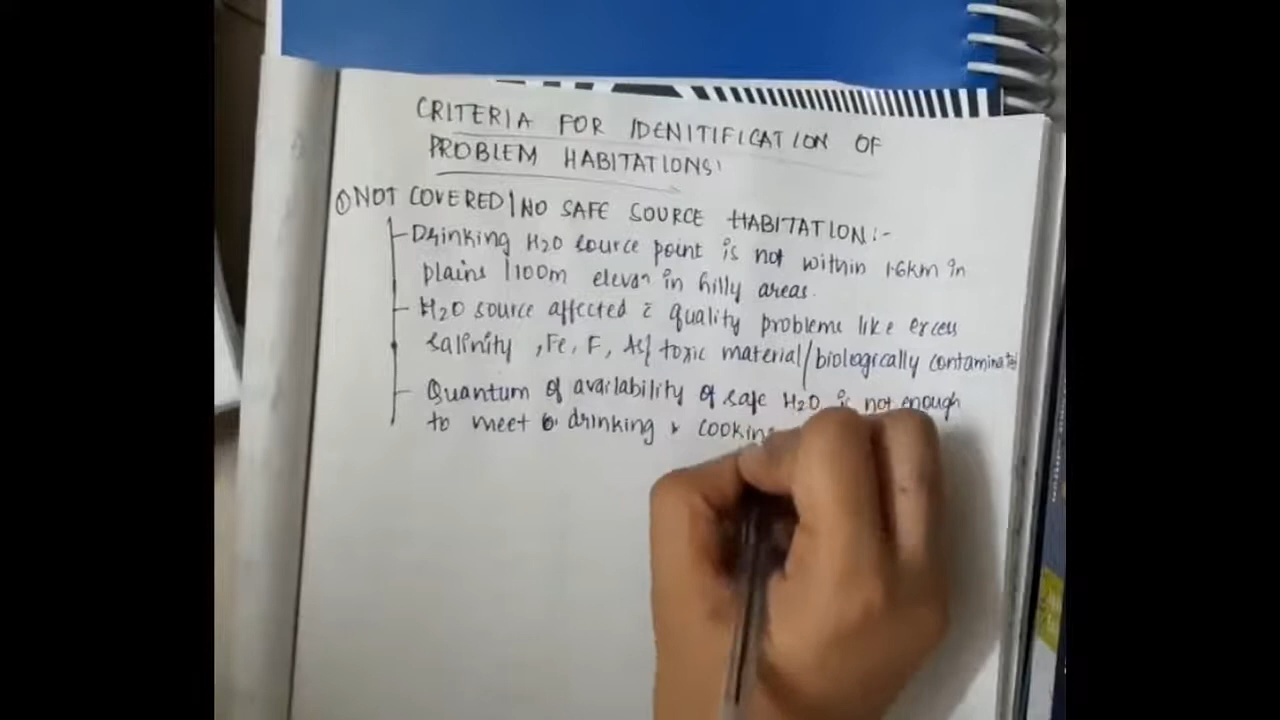 CRITERIA FOR IDENITIFICATION OF
PROBLEM HABITATIONS:
① NOT COVERED | NO SAFE SOURCE HABITATION :-
- Drinking H2O source point is not within 1.6km in
plains | 100m elevan in hilly areas.
- H2O source affected c̄ quality problems like excess
salinity , Fe, F, As/ toxic material/biologically contaminated
- Quantum of availability of safe H2O is not enough
to meet drinking & cooking